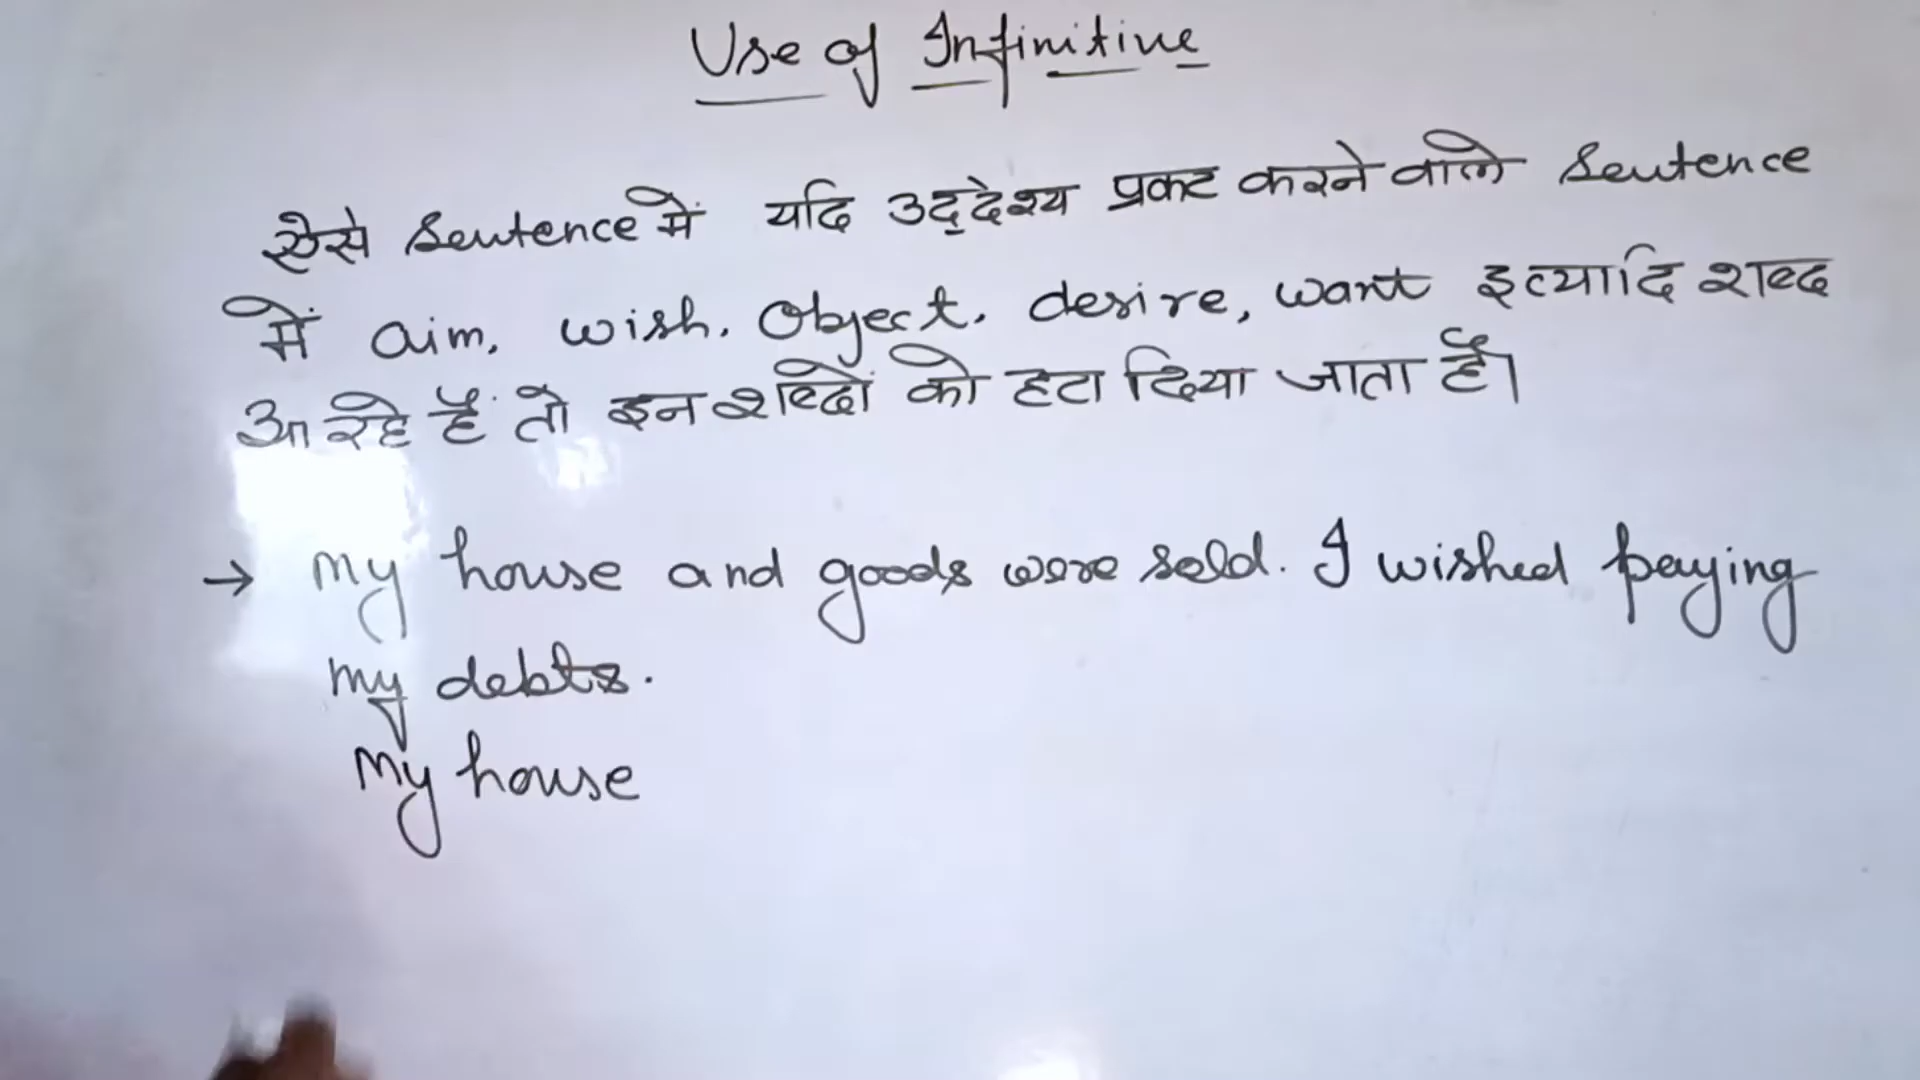 Use of Infinitive
ऐसे Sentence में यदि उद्देश्य प्रकट करने वाले Sentence
में aim, wish, Object, desire, want इत्यादि शब्द
आ रहे हैं तो इन शब्दों को हटा दिया जाता है।
→ My house and goods were sold. I wished paying
my debts.
My house